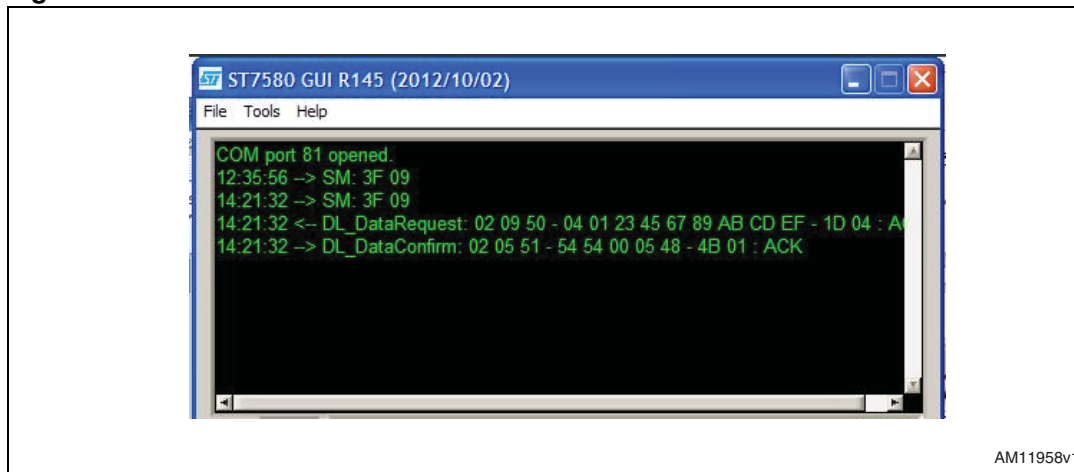 ST7580 GUI R145 (2012/10/02)
File Tools Help
COM port 81 opened.
12:35:56 --> SM: 3F 09
14:21:32 --> SM: 3F 09
14:21:32 <-- DL_DataRequest: 02 09 50 - 04 01 23 45 67 89 AB CD EF - 1D 04 :
14:21:32 --> DL_DataConfirm: 02 05 51 - 54 54 00 05 48 - 4B 01 : ACK
AM11958v1